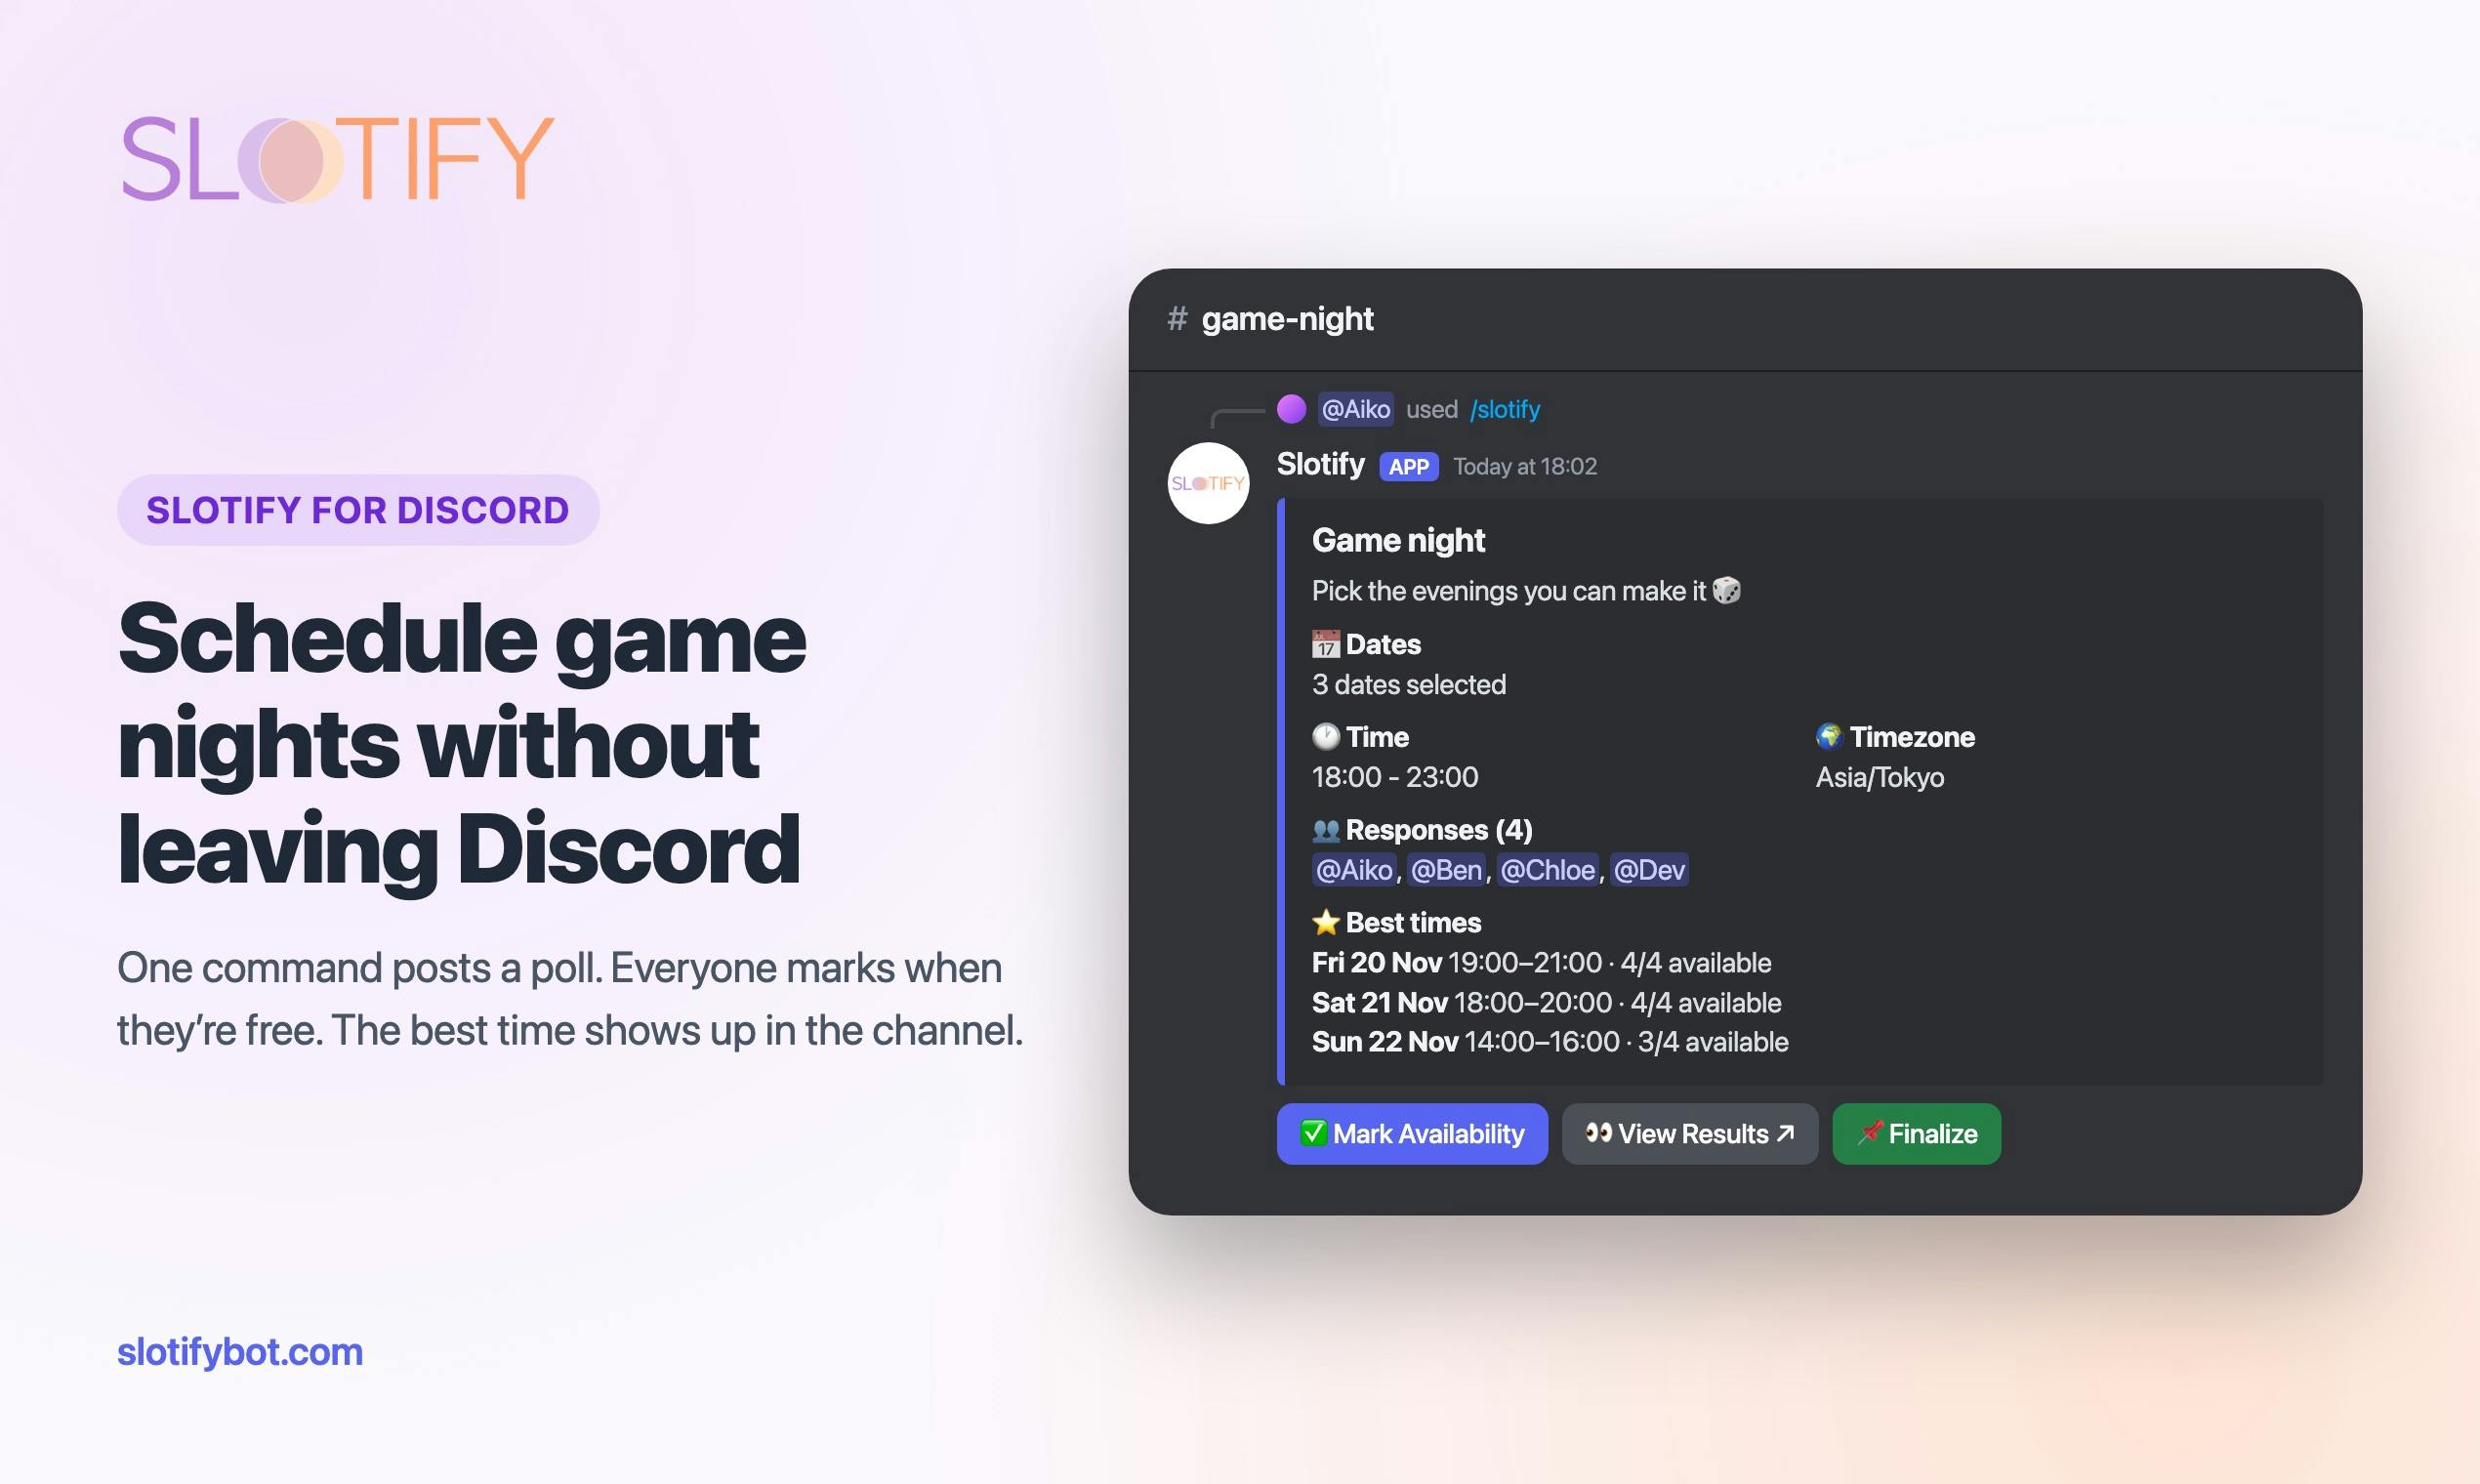 SLOTIFY
SLOTIFY FOR DISCORD
Schedule game
nights without
leaving Discord
One command posts a poll. Everyone marks when
they’re free. The best time shows up in the channel.
slotifybot.com
# game-night
@Aiko used /slotify
SLOTIFY
Slotify APP Today at 18:02
Game night
Pick the evenings you can make it 🎲
📅 Dates
3 dates selected
🕐 Time 🌍 Timezone
18:00 - 23:00 Asia/Tokyo
👥 Responses (4)
@Aiko, @Ben, @Chloe, @Dev
⭐ Best times
Fri 20 Nov 19:00–21:00 · 4/4 available
Sat 21 Nov 18:00–20:00 · 4/4 available
Sun 22 Nov 14:00–16:00 · 3/4 available
✅ Mark Availability 👀 View Results ↗ 📌 Finalize